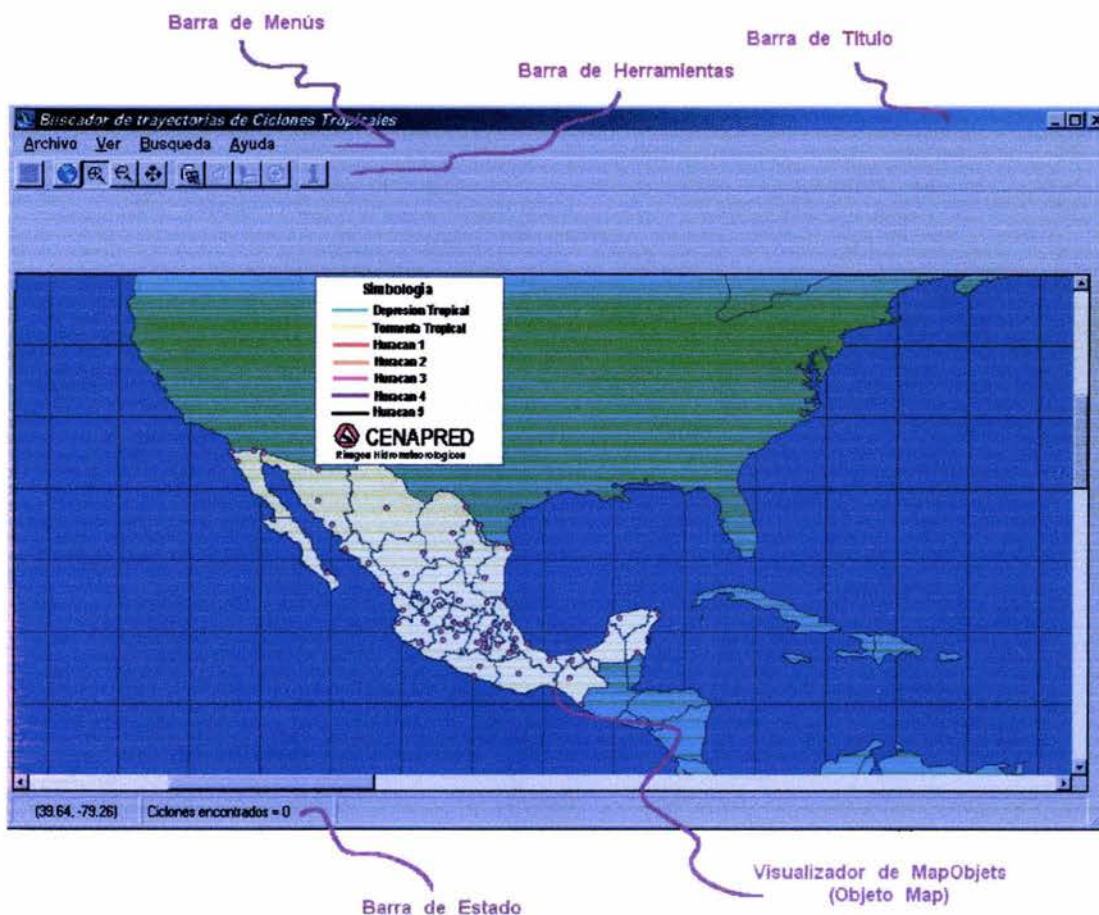 Barra de Menús
Barra de Título
Barra de Herramientas
Buscador de trayectorias de Ciclones Tropicales
Archivo Ver Busqueda Ayuda
Simbologia
Depresion Tropical
Tormenta Tropical
Huracan 1
Huracan 2
Huracan 3
Huracan 4
Huracan 5
CENAPRED
Riesgos Hidrometeorologicos
(39.64, -79.26) Ciclones encontrados = 0
Visualizador de MapObjets
(Objeto Map)
Barra de Estado